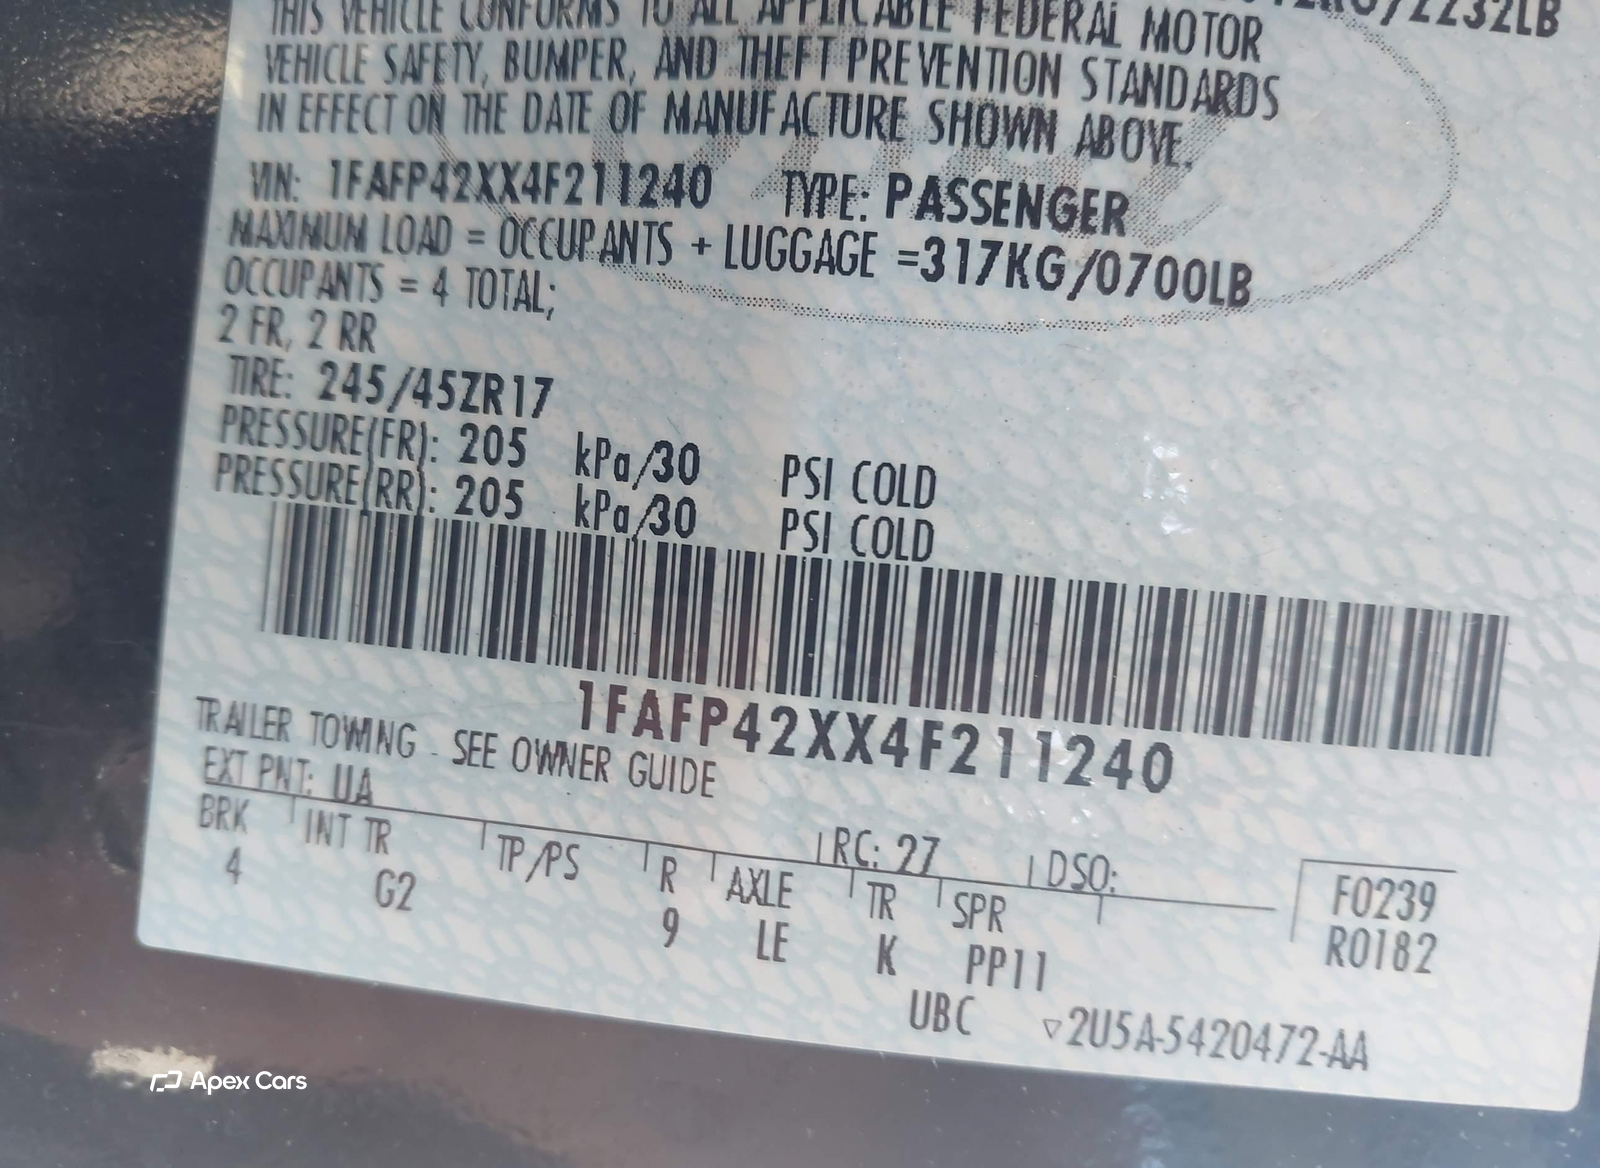 /2232LB
THIS VEHICLE CONFORMS TO ALL APPLICABLE FEDERAL MOTOR
VEHICLE SAFETY, BUMPER, AND THEFT PREVENTION STANDARDS
IN EFFECT ON THE DATE OF MANUFACTURE SHOWN ABOVE.
VIN: 1FAFP42XX4F211240 TYPE: PASSENGER
MAXIMUM LOAD = OCCUPANTS + LUGGAGE =317KG/0700LB
OCCUPANTS = 4 TOTAL;
2 FR, 2 RR
TIRE: 245/45ZR17
PRESSURE(FR): 205 kPa/30 PSI COLD
PRESSURE(RR): 205 kPa/30 PSI COLD
1FAFP42XX4F211240
TRAILER TOWING - SEE OWNER GUIDE
EXT PNT: UA RC: 27 DSO:
BRK INT TR TP/PS R AXLE TR SPR F0239
4 G2 9 LE K PP11 R0182
UBC ▽2U5A-5420472-AA
Apex Cars